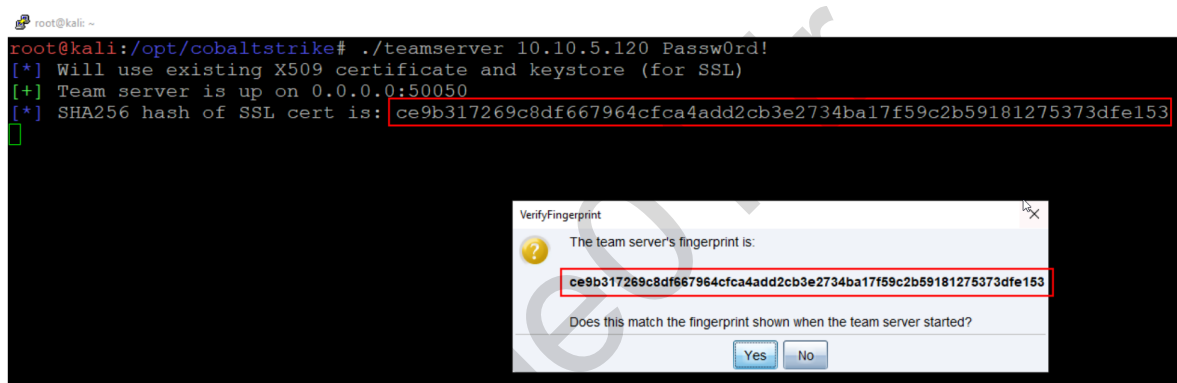 root@kali: ~
root@kali:/opt/cobaltstrike# ./teamserver 10.10.5.120 Passw0rd!
[*] Will use existing X509 certificate and keystore (for SSL)
[+] Team server is up on 0.0.0.0:50050
[*] SHA256 hash of SSL cert is: ce9b317269c8df667964cfca4add2cb3e2734ba17f59c2b59181275373dfe153
VerifyFingerprint
The team server's fingerprint is:
ce9b317269c8df667964cfca4add2cb3e2734ba17f59c2b59181275373dfe153
Does this match the fingerprint shown when the team server started?
Yes No